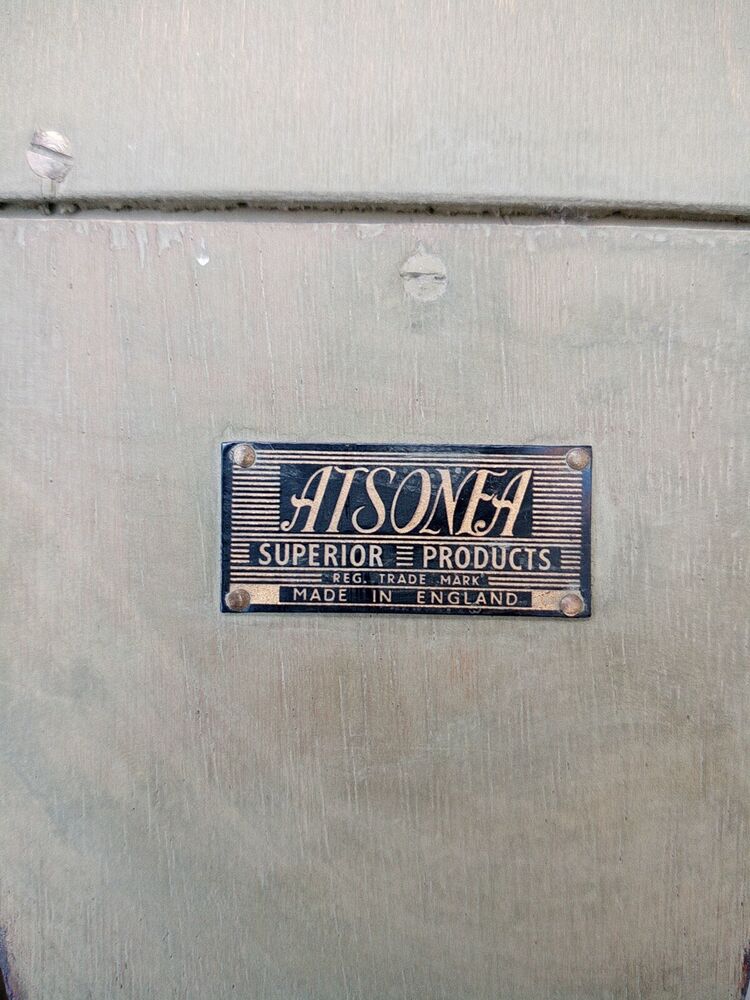 ATSONEA
SUPERIOR PRODUCTS
REG. TRADE MARK
MADE IN ENGLAND